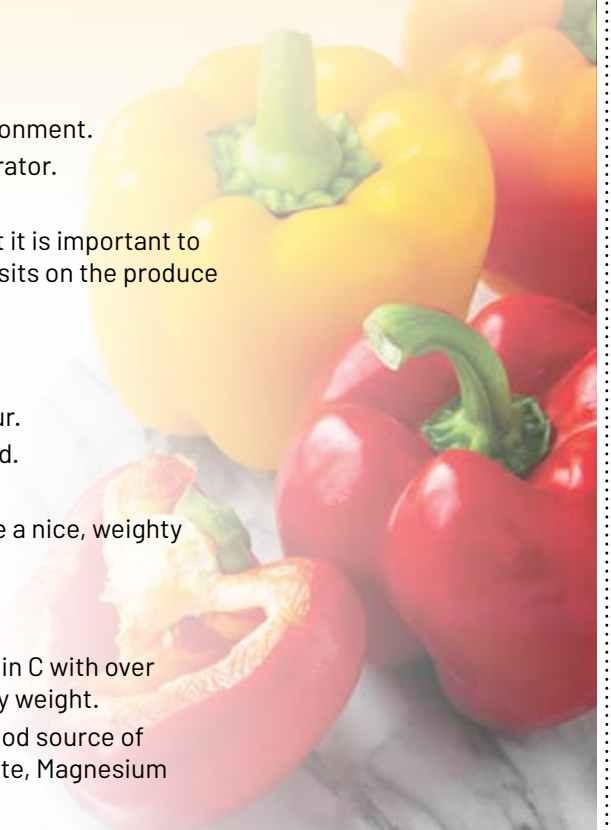 onment.
rator.
t it is important to
sits on the produce
ur.
d.
e a nice, weighty
in C with over
y weight.
od source of
te, Magnesium